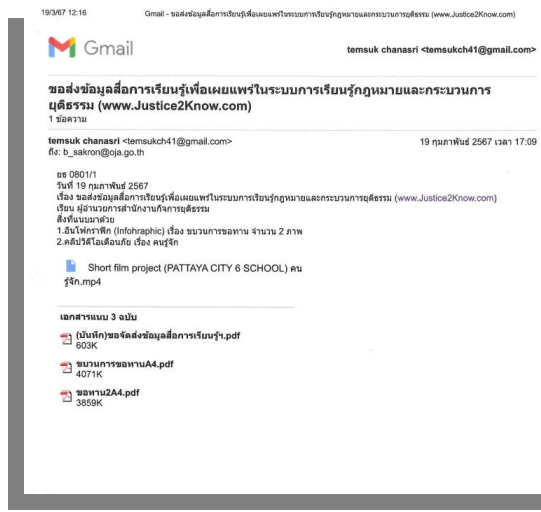 19/3/67 12:16
Gmail - ขอส่งข้อมูลสื่อการเรียนรู้เพื่อเผยแพร่ในระบบการเรียนรู้กฎหมายและกระบวนการยุติธรรม (www.Justice2Know.com)
Gmail
temsuk chanasri <temsukch41@gmail.com>
ขอส่งข้อมูลสื่อการเรียนรู้เพื่อเผยแพร่ในระบบการเรียนรู้กฎหมายและกระบวนการ
ยุติธรรม (www.Justice2Know.com)
1 ข้อความ
temsuk chanasri <temsukch41@gmail.com>
19 กุมภาพันธ์ 2567 เวลา 17:09
ถึง: b_sakron@oja.go.th
ยธ 0801/1
วันที่ 19 กุมภาพันธ์ 2567
เรื่อง ขอส่งข้อมูลสื่อการเรียนรู้เพื่อเผยแพร่ในระบบการเรียนรู้กฎหมายและกระบวนการยุติธรรม (www.Justice2Know.com)
เรียน ผู้อำนวยการสำนักงานกิจการยุติธรรม
สิ่งที่แนบมาด้วย
1.อินโฟกราฟิก (Infohraphic) เรื่อง ขบวนการขอทาน จำนวน 2 ภาพ
2.คลิปวิดีโอเตือนภัย เรื่อง คนรู้จัก
Short film project (PATTAYA CITY 6 SCHOOL) คน
รู้จัก.mp4
เอกสารแนบ 3 ฉบับ
(บันทึก)ขอจัดส่งข้อมูลสื่อการเรียนรู้ฯ.pdf
603K
ขบวนการขอทานA4.pdf
4071K
ขอทาน2A4.pdf
3859K